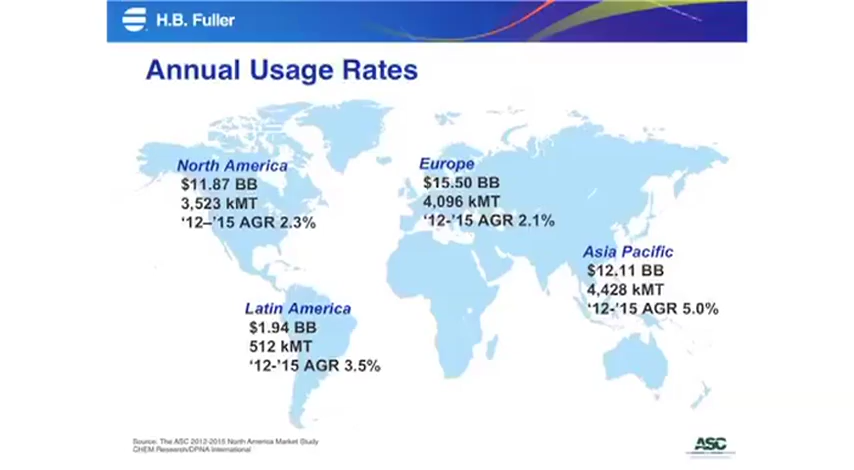 H.B. Fuller
Annual Usage Rates
North America
$11.87 BB
3,523 kMT
‘12–’15 AGR 2.3%
Europe
$15.50 BB
4,096 kMT
‘12-’15 AGR 2.1%
Asia Pacific
$12.11 BB
4,428 kMT
‘12-’15 AGR 5.0%
Latin America
$1.94 BB
512 kMT
‘12-’15 AGR 3.5%
Source: The ASC 2012-2015 North America Market Study
CHEM Research/DPNA International
ASC